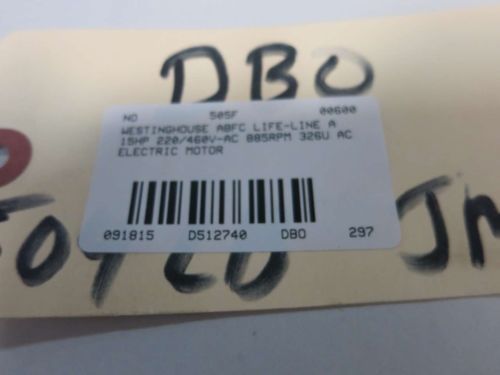 DBO
NO 505F 00600
WESTINGHOUSE ABFC LIFE-LINE A
15HP 220/460V-AC 885RPM 326U AC
ELECTRIC MOTOR
091815 D512740 DBO 297